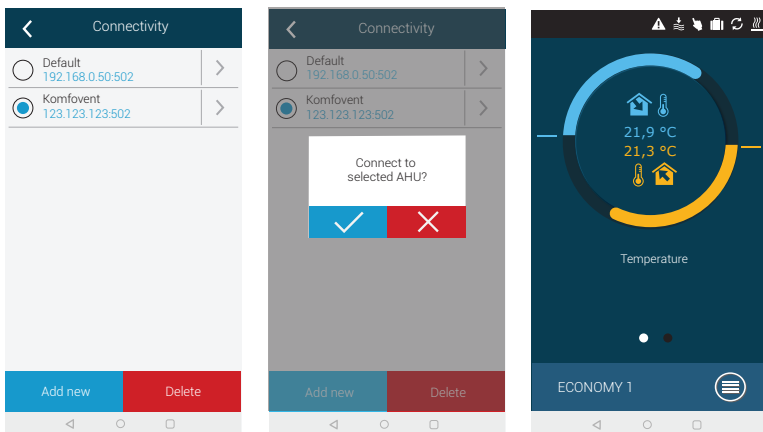 Connectivity
Default
192.168.0.50:502
Komfovent
123.123.123:502
Add new
Delete
Connectivity
Default
192.168.0.50:502
Komfovent
123.123.123:502
Connect to
selected AHU?
Add new
Delete
21,9 °C
21,3 °C
Temperature
ECONOMY 1